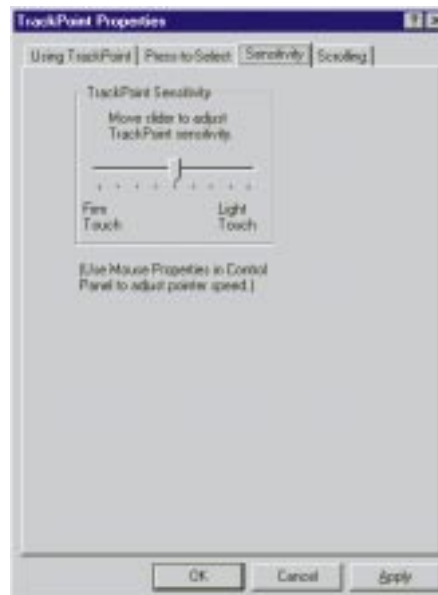 TrackPoint Properties
Using TrackPoint | Press-to-Select | Sensitivity | Scrolling
TrackPoint Sensitivity
Move slider to adjust
TrackPoint sensitivity.
Firm Light
Touch Touch
(Use Mouse Properties in Control
Panel to adjust pointer speed.)
OK Cancel Apply